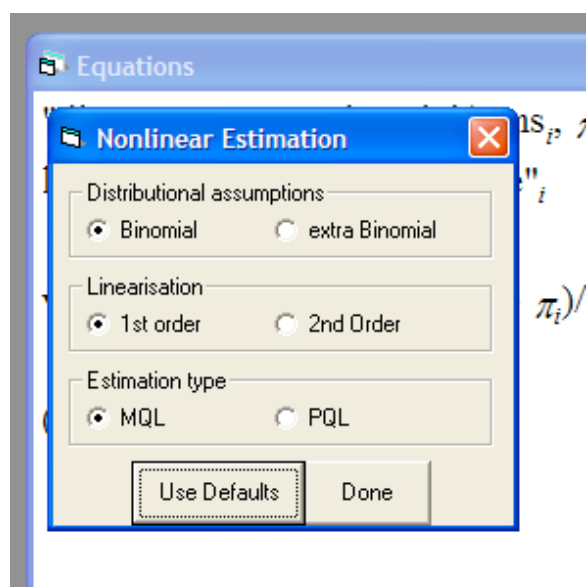 Equations
ns i, π
Nonlinear Estimation
e" i
Distributional assumptions
Binomial extra Binomial
Linearisation
π i)/
1st order 2nd Order
Estimation type
MQL PQL
Use Defaults Done